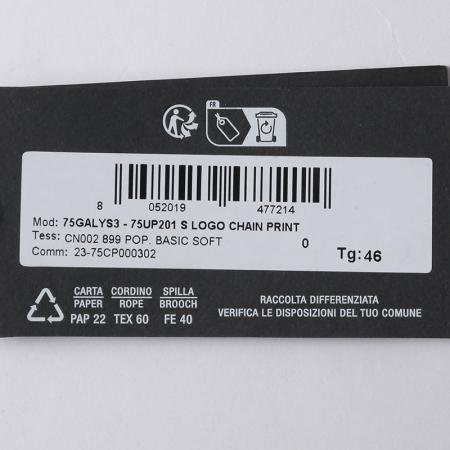 FR
8 052019 477214
Mod: 75GALYS3 - 75UP201 S LOGO CHAIN PRINT
Tess: CN002 899 POP. BASIC SOFT 0
Comm: 23-75CP000302
Tg: 46
CARTA CORDINO SPILLA
PAPER ROPE BROOCH
PAP 22 TEX 60 FE 40
RACCOLTA DIFFERENZIATA
VERIFICA LE DISPOSIZIONI DEL TUO COMUNE